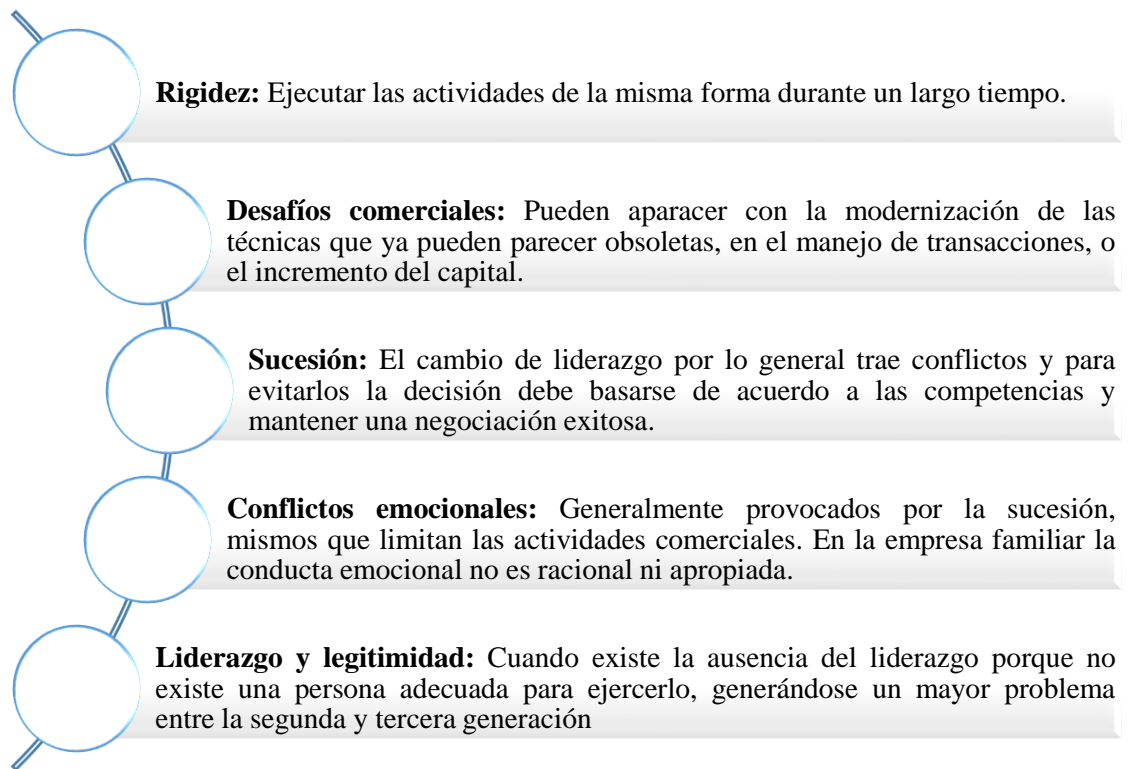 Rigidez: Ejecutar las actividades de la misma forma durante un largo tiempo.
Desafíos comerciales: Pueden aparacer con la modernización de las
técnicas que ya pueden parecer obsoletas, en el manejo de transacciones, o
el incremento del capital.
Sucesión: El cambio de liderazgo por lo general trae conflictos y para
evitarlos la decisión debe basarse de acuerdo a las competencias y
mantener una negociación exitosa.
Conflictos emocionales: Generalmente provocados por la sucesión,
mismos que limitan las actividades comerciales. En la empresa familiar la
conducta emocional no es racional ni apropiada.
Liderazgo y legitimidad: Cuando existe la ausencia del liderazgo porque no
existe una persona adecuada para ejercerlo, generándose un mayor problema
entre la segunda y tercera generación